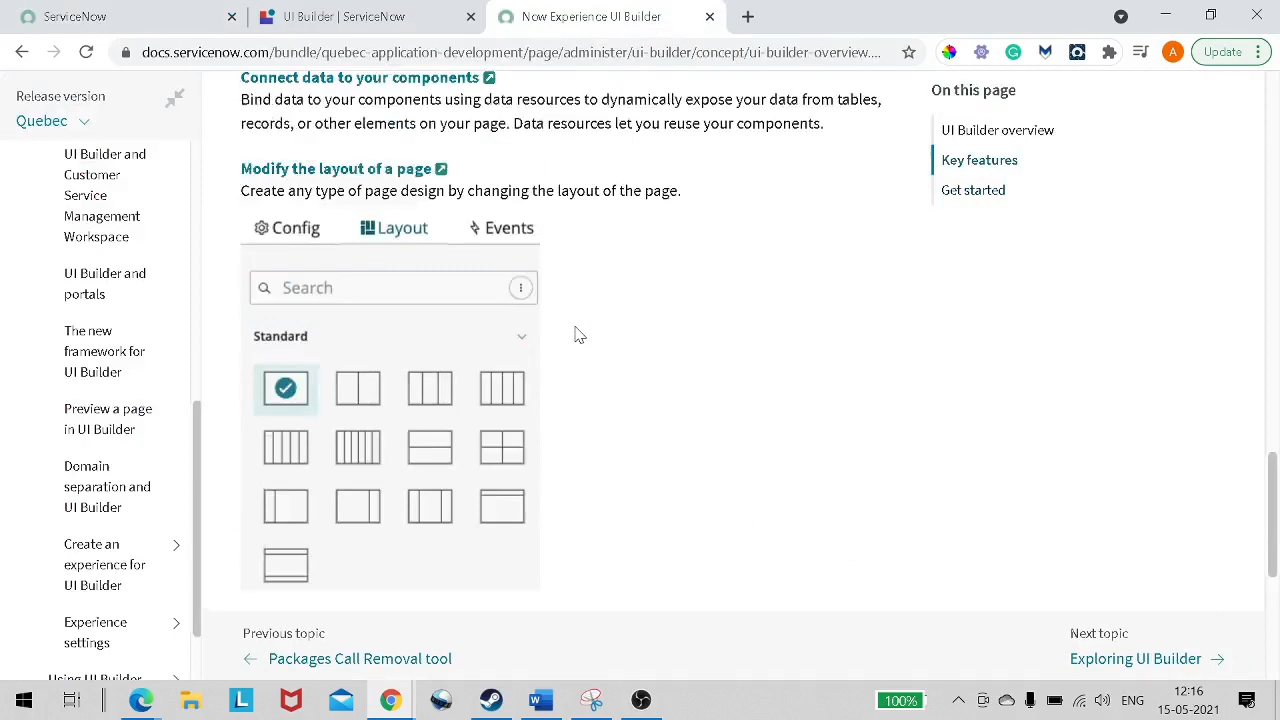 ServiceNow
UI Builder | ServiceNow
Now Experience UI Builder
docs.servicenow.com/bundle/quebec-application-development/page/administer/ui-builder/concept/ui-builder-overview....
A
Update
Release version
Quebec
UI Builder and
Customer
Service
Management
Workspace
UI Builder and
portals
The new
framework for
UI Builder
Preview a page
in UI Builder
Domain
separation and
UI Builder
Create an
experience for
UI Builder
Experience
settings
Using UI Builder
Connect data to your components
Bind data to your components using data resources to dynamically expose your data from tables,
records, or other elements on your page. Data resources let you reuse your components.
Modify the layout of a page
Create any type of page design by changing the layout of the page.
Config
Layout
Events
Search
Standard
Previous topic
Packages Call Removal tool
Next topic
Exploring UI Builder
On this page
UI Builder overview
Key features
Get started
L
W
100%
ENG
12:16
15-05-2021